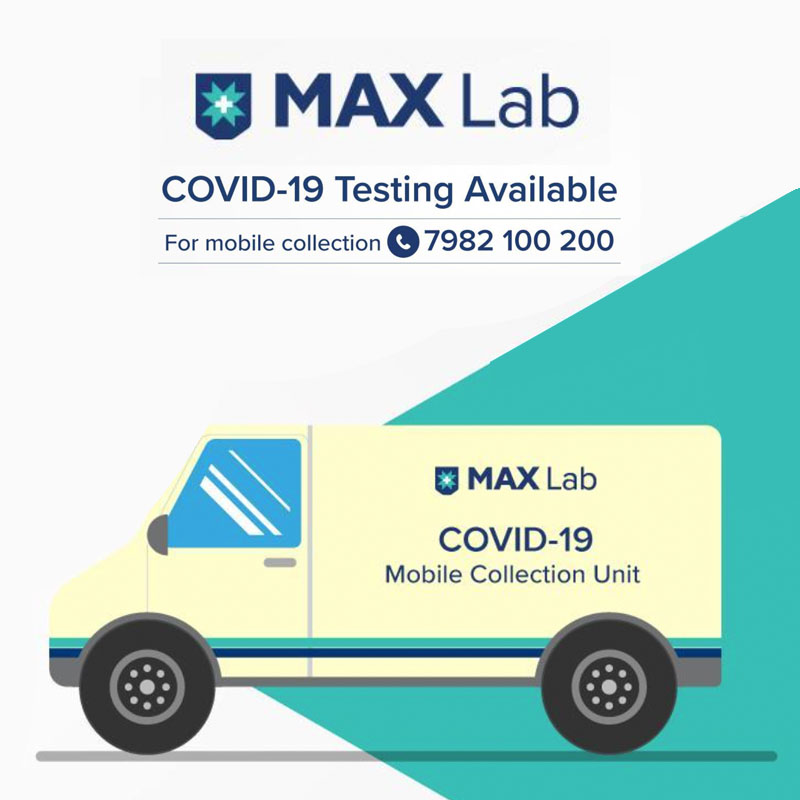 MAX Lab
COVID-19 Testing Available
For mobile collection 7982 100 200
MAX Lab
COVID-19
Mobile Collection Unit